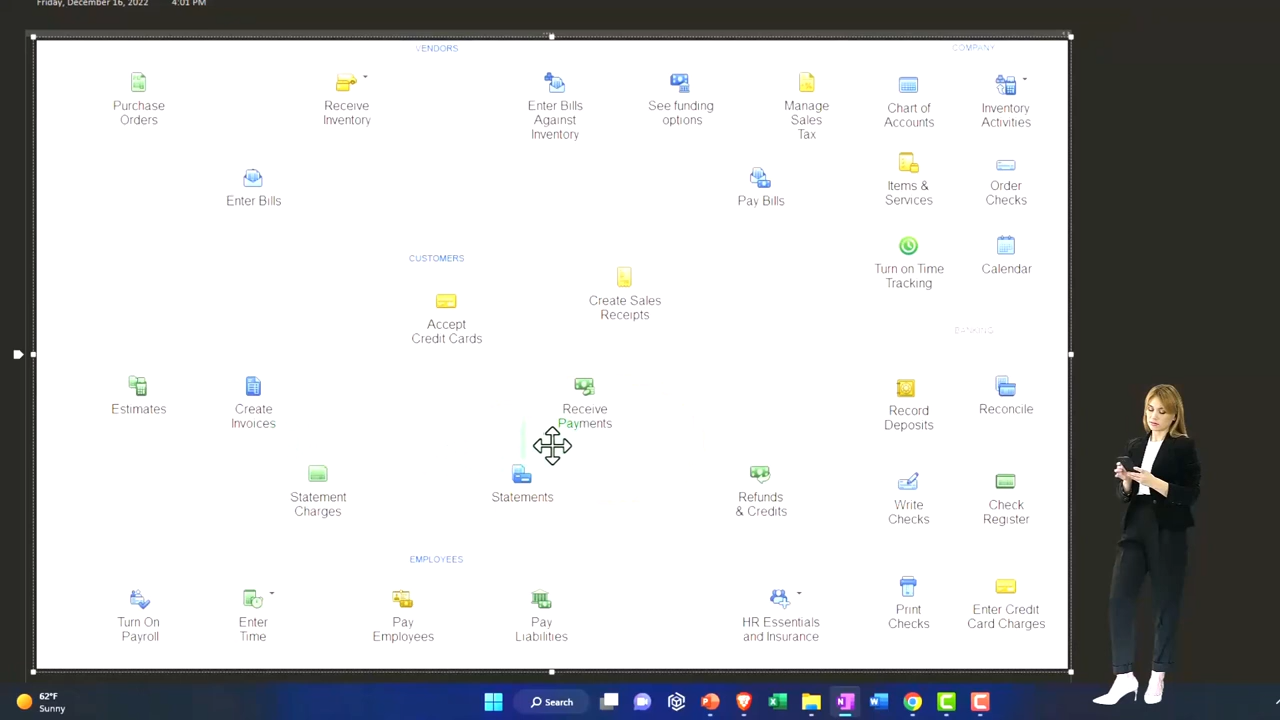 Friday, December 16, 2022 4:01 PM
VENDORS
COMPANY
Purchase
Orders
Receive
Inventory
Enter Bills
Against
Inventory
See funding
options
Manage
Sales
Tax
Chart of
Accounts
Inventory
Activities
Enter Bills
Pay Bills
Items &
Services
Order
Checks
CUSTOMERS
Turn on Time
Tracking
Calendar
Accept
Credit Cards
Create Sales
Receipts
BANKING
Estimates
Create
Invoices
Receive
Payments
Record
Deposits
Reconcile
Statement
Charges
Statements
Refunds
& Credits
Write
Checks
Check
Register
EMPLOYEES
Turn On
Payroll
Enter
Time
Pay
Employees
Pay
Liabilities
HR Essentials
and Insurance
Print
Checks
Enter Credit
Card Charges
62°F
Sunny
Search